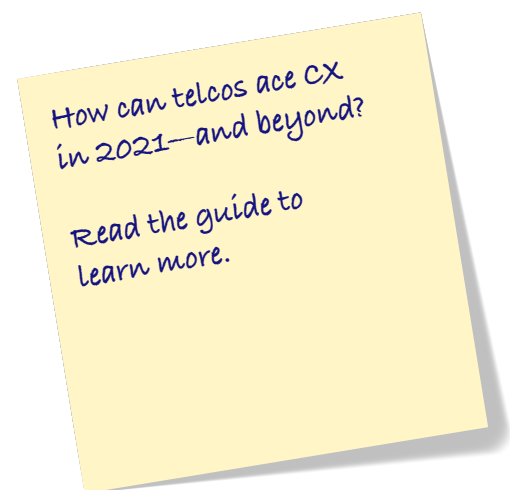 How can telcos ace CX
in 2021—and beyond?
Read the guide to
learn more.